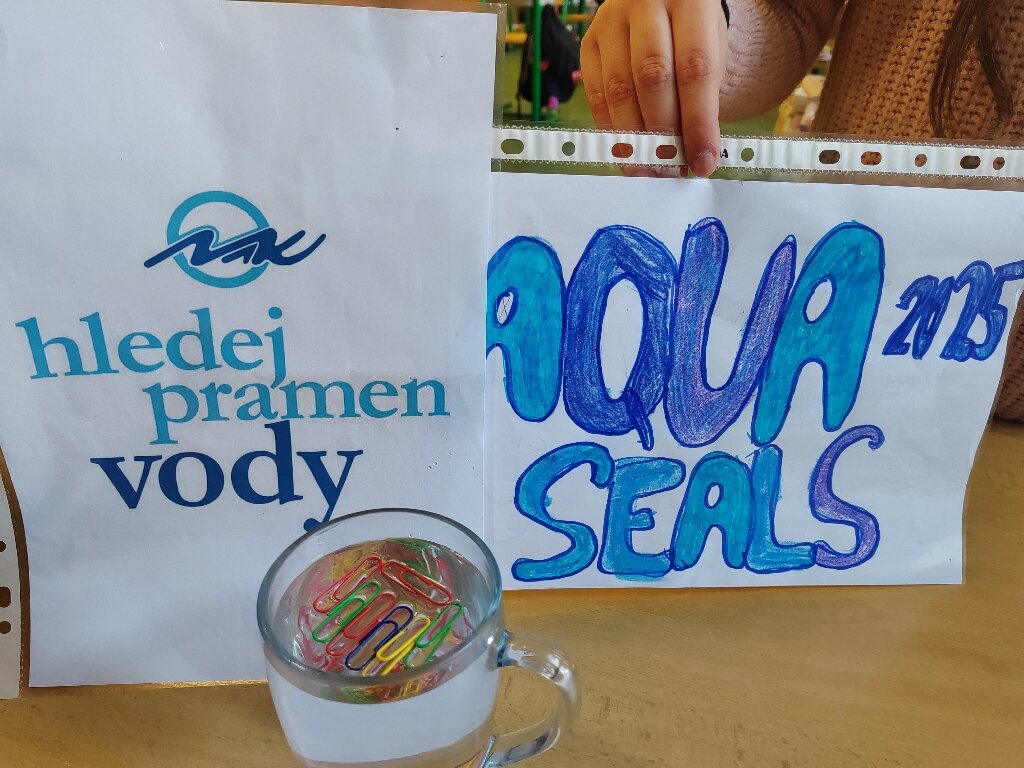 hledej
pramen
vody
AQUA 2025
SEALS